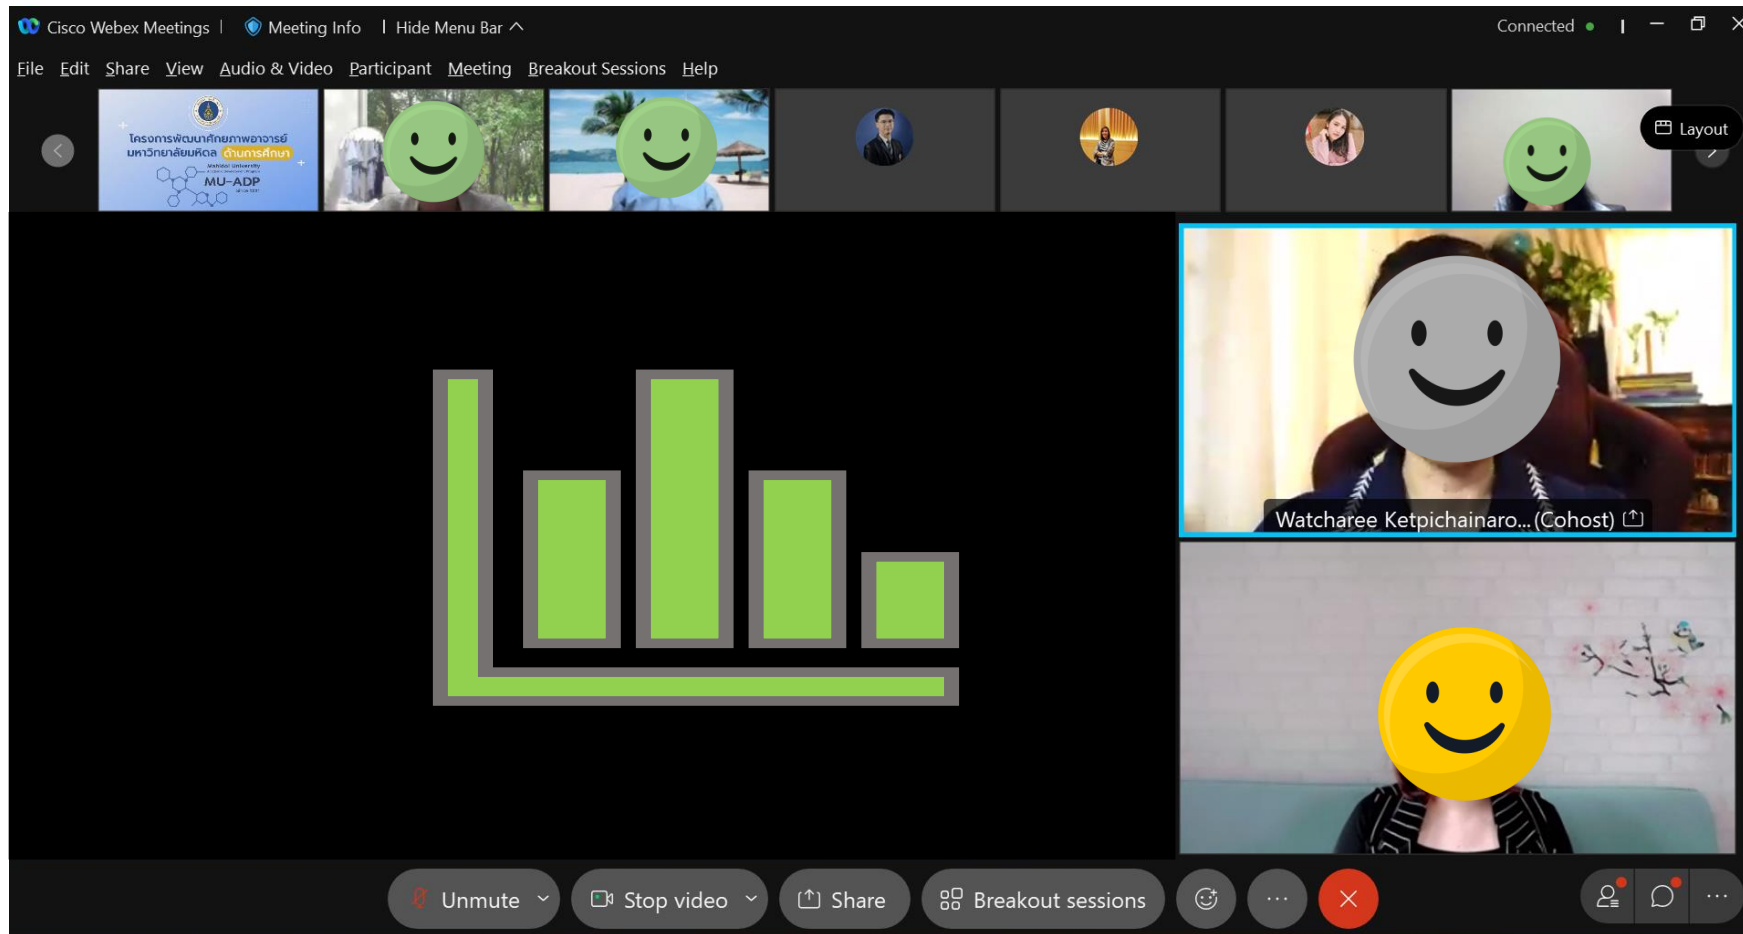 Cisco Webex Meetings | Meeting Info | Hide Menu Bar
Connected
File Edit Share View Audio & Video Participant Meeting Breakout Sessions Help
โครงการพัฒนาศักยภาพอาจารย์
มหาวิทยาลัยมหิดล ด้านการศึกษา
MU-ADP
Layout
Watcharee Ketpichainaro... (Cohost)
Unmute
Stop video
Share
Breakout sessions